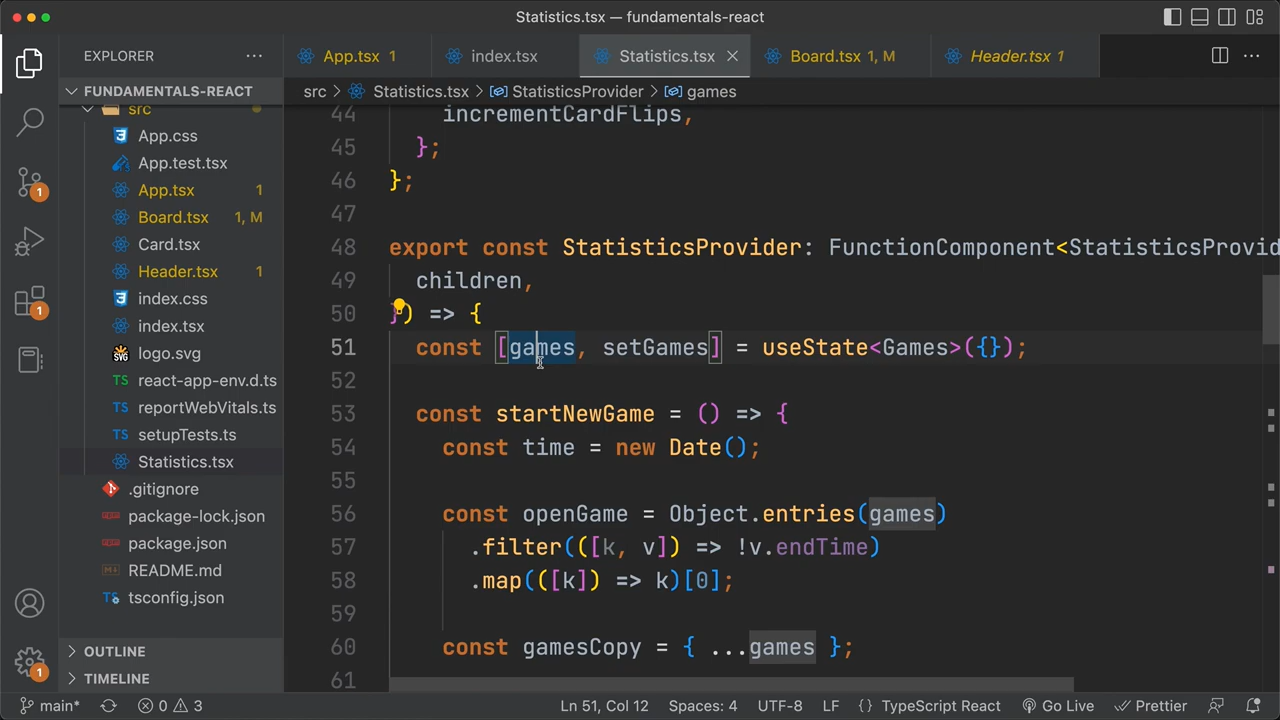 Statistics.tsx — fundamentals-react
EXPLORER
App.tsx 1
index.tsx
Statistics.tsx
Board.tsx 1, M
Header.tsx 1
FUNDAMENTALS-REACT
src > Statistics.tsx > StatisticsProvider > games
src
App.css
App.test.tsx
App.tsx 1
Board.tsx 1, M
Card.tsx
Header.tsx 1
index.css
index.tsx
logo.svg
TS react-app-env.d.ts
TS reportWebVitals.ts
TS setupTests.ts
Statistics.tsx
.gitignore
package-lock.json
package.json
README.md
tsconfig.json
OUTLINE
TIMELINE
1
1
1
44 incrementCardFlips,
45 };
46 };
47
48 export const StatisticsProvider: FunctionComponent<StatisticsProvid
49 children,
50 }) => {
51 const [games, setGames] = useState<Games>({});
52
53 const startNewGame = () => {
54 const time = new Date();
55
56 const openGame = Object.entries(games)
57 .filter(([k, v]) => !v.endTime)
58 .map(([k]) => k)[0];
59
60 const gamesCopy = { ...games };
61
main* 0 3 Ln 51, Col 12 Spaces: 4 UTF-8 LF {} TypeScript React Go Live Prettier